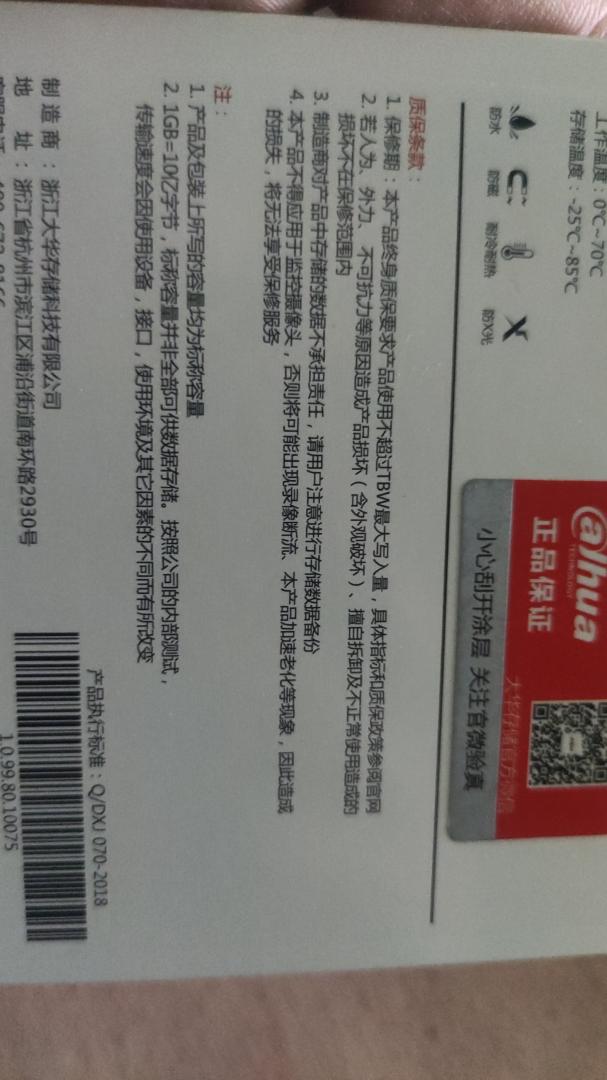 工作温度：0℃~70℃
存储温度：-25℃~85℃
防水 防磁 耐冷耐热 防X光
alhua
TECHNOLOGY
正品保证
大华存储官方微信
小心刮开涂层 关注官微验真
质保条款：
1. 保修期：本产品终身质保要求产品使用不超过TBW最大写入量，具体指标和质保政策参阅官网
2. 若人为、外力、不可抗力等原因造成产品损坏（含外观破坏）、擅自拆卸及不正常使用造成的
损坏不在保修范围内
3. 制造商对产品中存储的数据不承担责任，请用户注意进行存储数据备份
4. 本产品不得应用于监控摄像头，否则将可能出现录像断流、本产品加速老化等现象，因此造成
的损失，将无法享受保修服务
注：
1. 产品及包装上所写的容量均为标称容量
2. 1GB=10亿字节，标称容量并非全部可供数据存储。按照公司的内部测试，
传输速度会因使用设备，接口，使用环境及其它因素的不同而有所改变
产品执行标准：Q/DXJ 070-2018
制造商：浙江大华存储科技有限公司
地 址：浙江省杭州市滨江区浦沿街道南环路2930号
1.0.99.80.10075